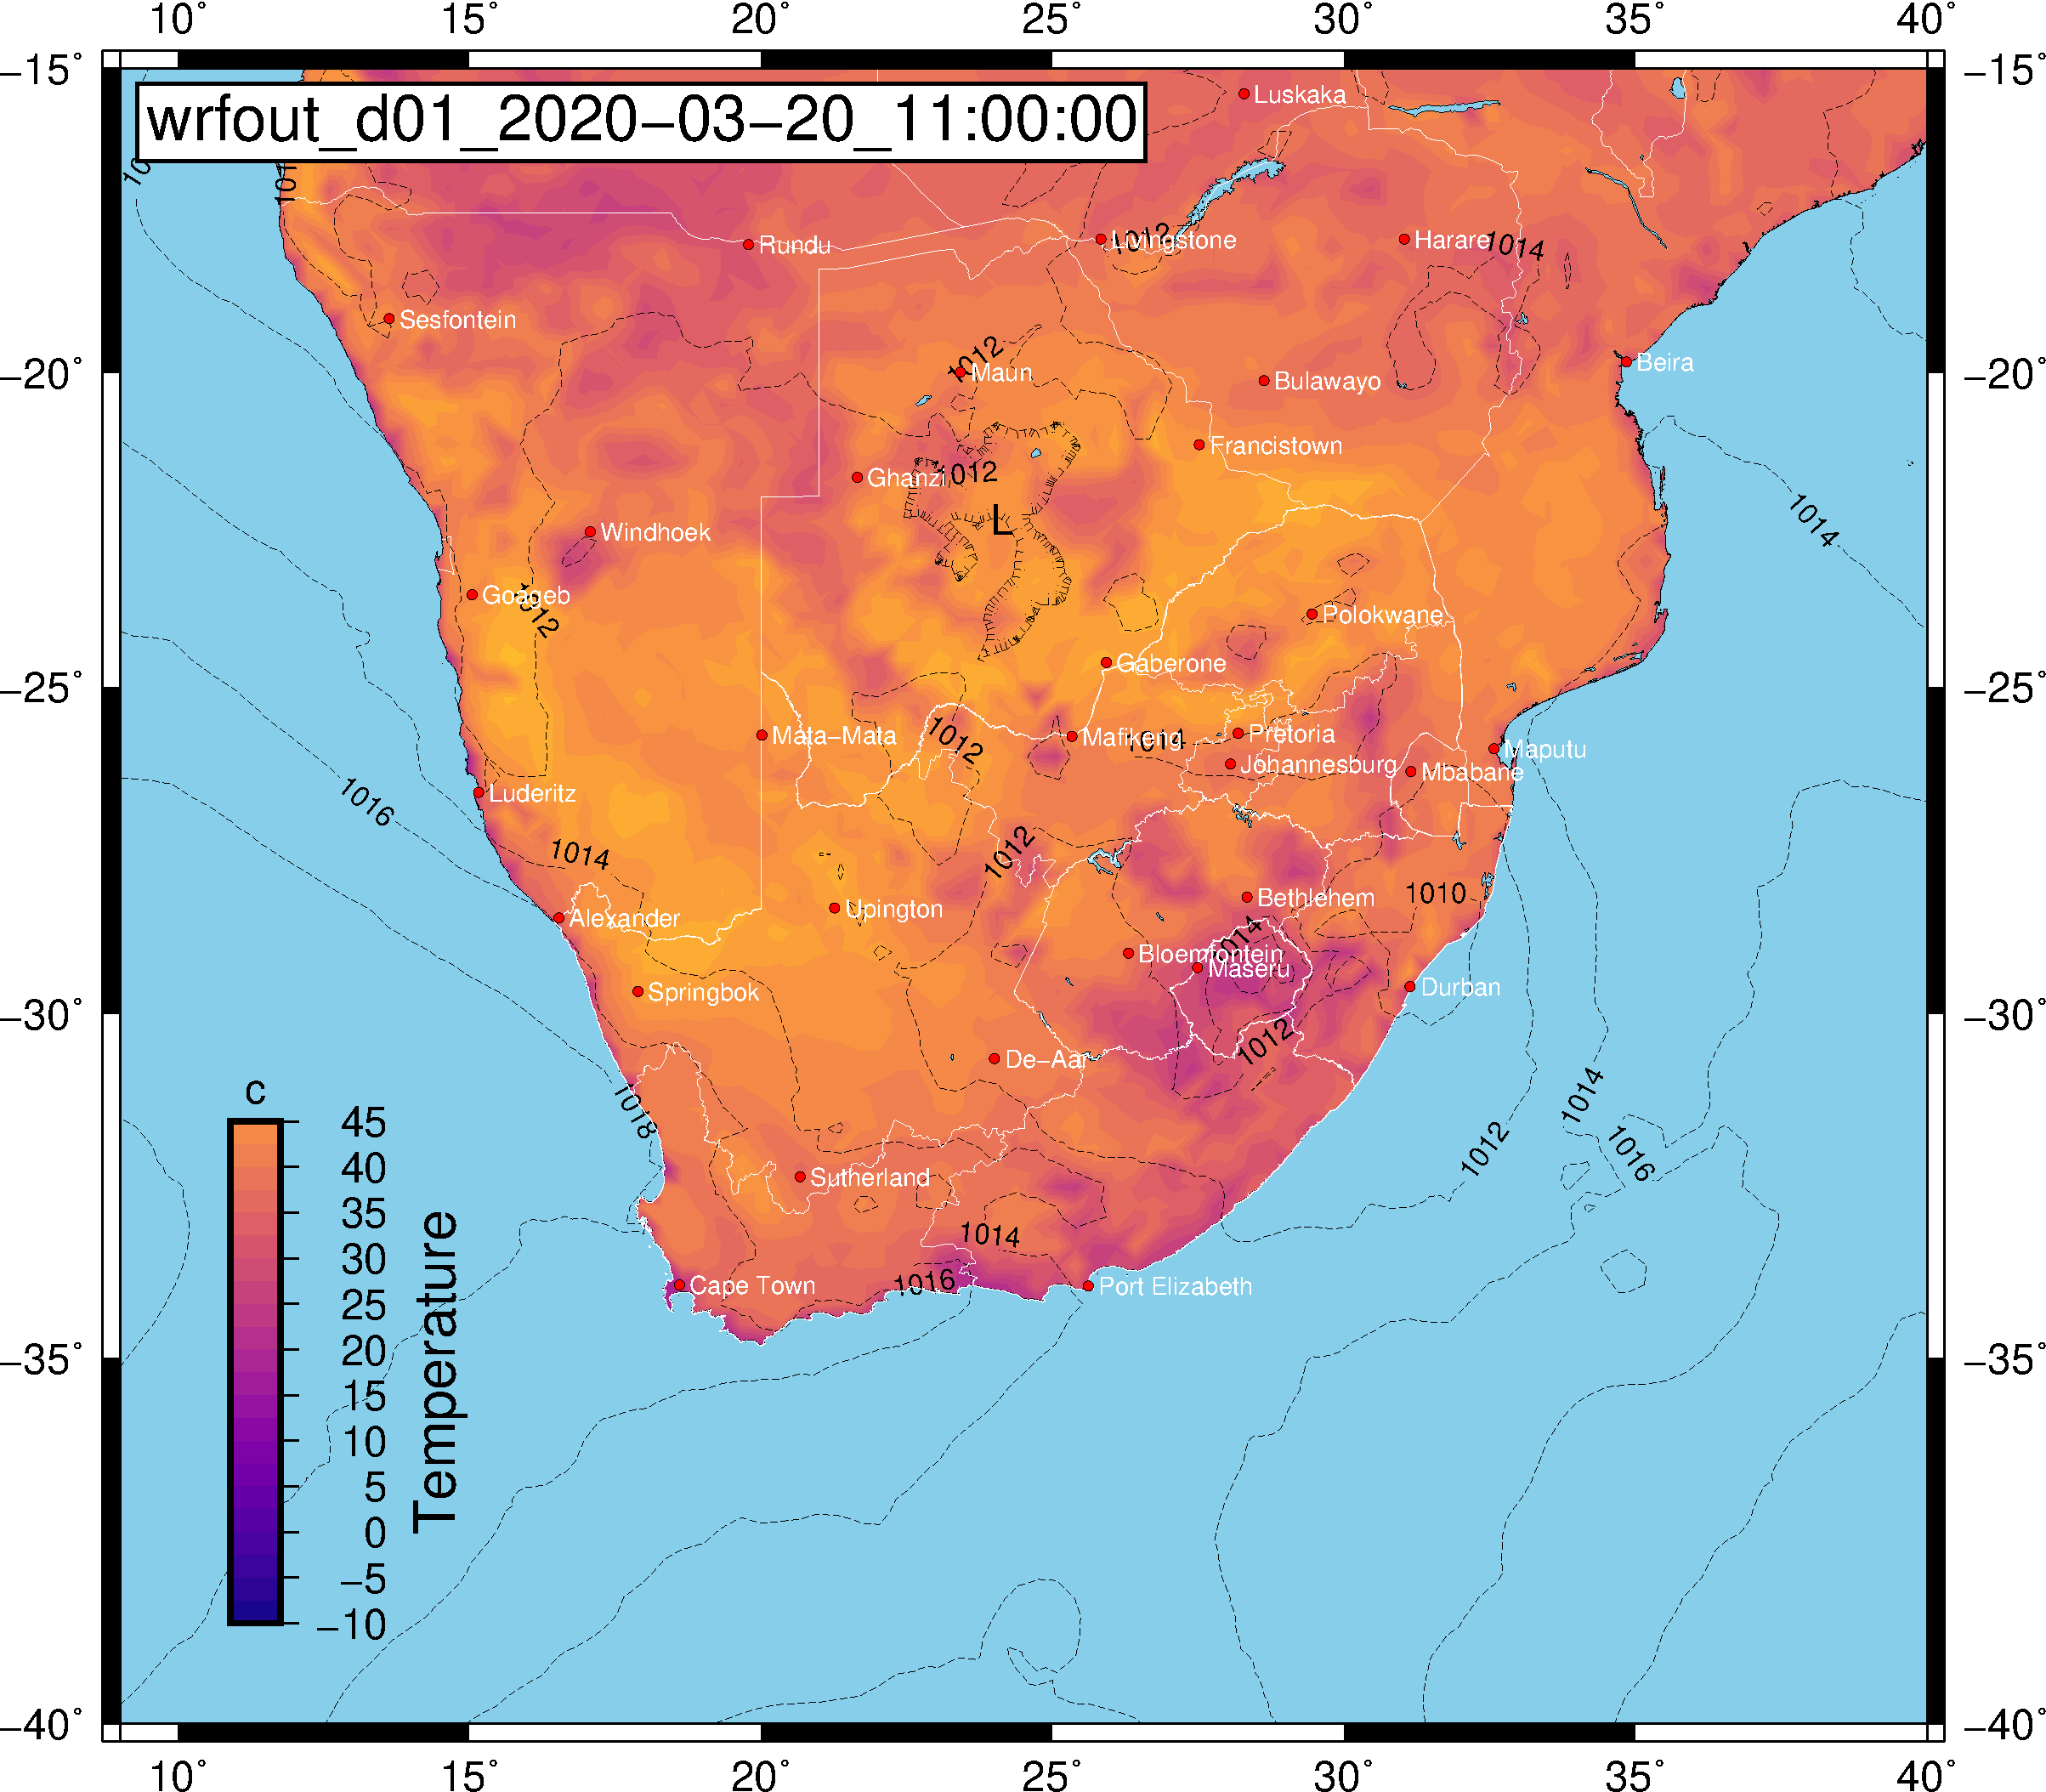 10° 15° 20° 25° 30° 35° 40°
−15° −15°
wrfout_d01_2020−03−20_11:00:00
Luskaka
Rundu
Livingstone
1012
Harare
1014
Sesfontein
1012
Maun
Beira
Bulawayo
−20° −20°
Francistown
Ghanzi
1012
L
1014
Windhoek
Goageb
1012
Polokwane
Gaberone
−25° −25°
Mata−Mata
1012
Mafikeng
1014
Pretoria
Johannesburg
Maputu
Mbabane
Luderitz
1016
1014
1012
1010
Bethlehem
Alexander
Upington
1014
Bloemfontein
Maseru
Springbok
Durban
−30° −30°
1012
De−Aar
1018
1014
1012
1016
Sutherland
1014
1016
Cape Town
Port Elizabeth
−35° −35°
c
45
40
35
30
25
20
15
10
5
0
−5
−10
Temperature
−40° −40°
10° 15° 20° 25° 30° 35° 40°